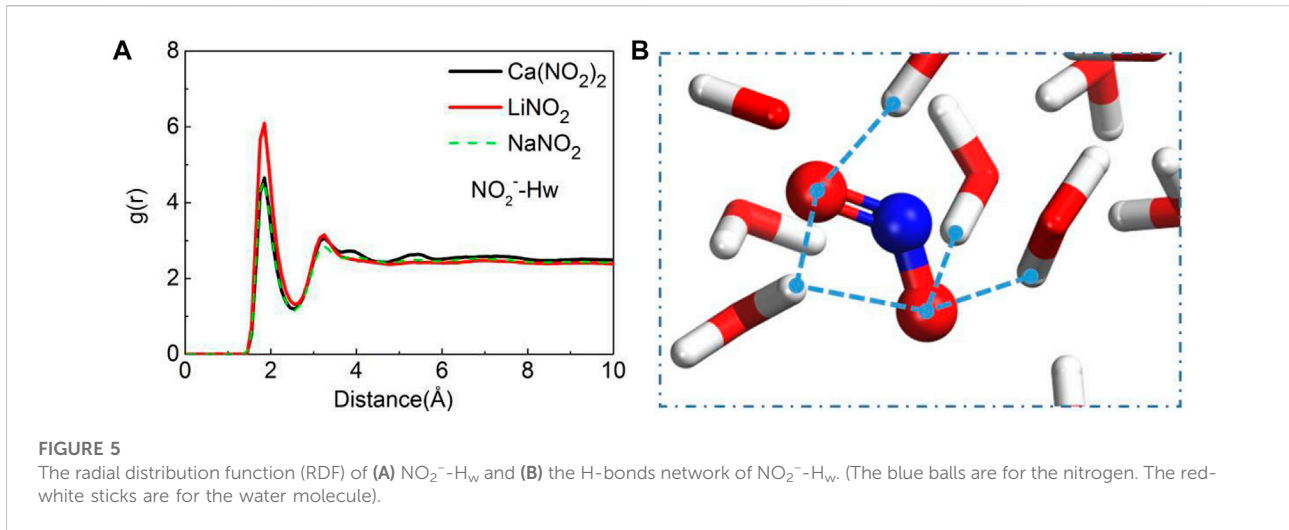 A
B
8
6
4
2
0
g(r)
Ca(NO₂)₂
LiNO₂
NaNO₂
NO₂⁻-Hw
0 2 4 6 8 10
Distance(Å)
FIGURE 5
The radial distribution function (RDF) of (A) NO₂⁻-Hw and (B) the H-bonds network of NO₂⁻-Hw. (The blue balls are for the nitrogen. The red-
white sticks are for the water molecule).